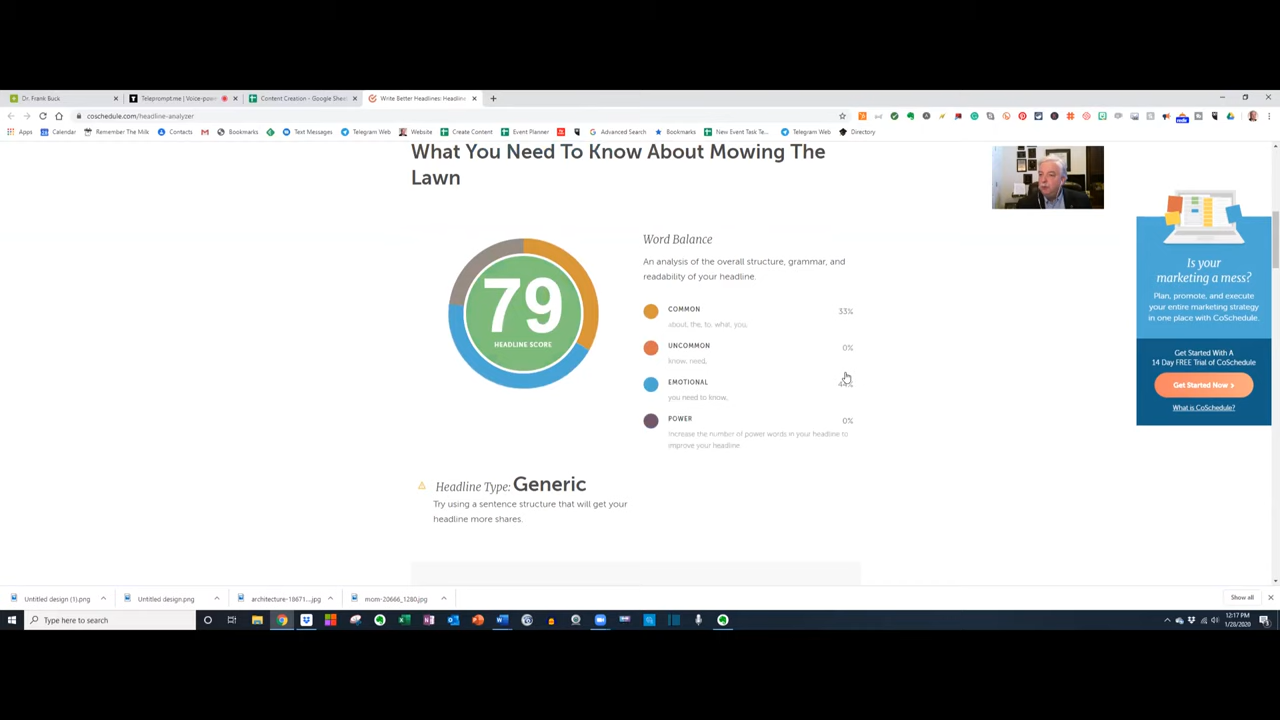 Dr. Frank Buck
Teleprompt.me | Voice-pow
Content Creation - Google Shee
Write Better Headlines: Headline
coschedule.com/headline-analyzer
Apps
Calendar
Remember The Milk
Contacts
Bookmarks
Text Messages
Telegram Web
Website
Create Content
Event Planner
Advanced Search
Bookmarks
New Event Task Te...
Telegram Web
Directory
What You Need To Know About Mowing The
Lawn
79
HEADLINE SCORE
Word Balance
An analysis of the overall structure, grammar, and
readability of your headline.
COMMON
33%
about, the, to, what, you,
UNCOMMON
0%
know, need,
EMOTIONAL
44%
you need to know,
POWER
0%
Increase the number of power words in your headline to
improve your headline
Headline Type: Generic
Try using a sentence structure that will get your
headline more shares.
Is your
marketing a mess?
Plan, promote, and execute
your entire marketing strategy
in one place with CoSchedule.
Get Started With A
14 Day FREE Trial of CoSchedule
Get Started Now >
What is CoSchedule?
Untitled design (1).png
Untitled design.png
architecture-18671....jpg
mom-20666_1280.jpg
Show all
Type here to search
12:17 PM
1/28/2020